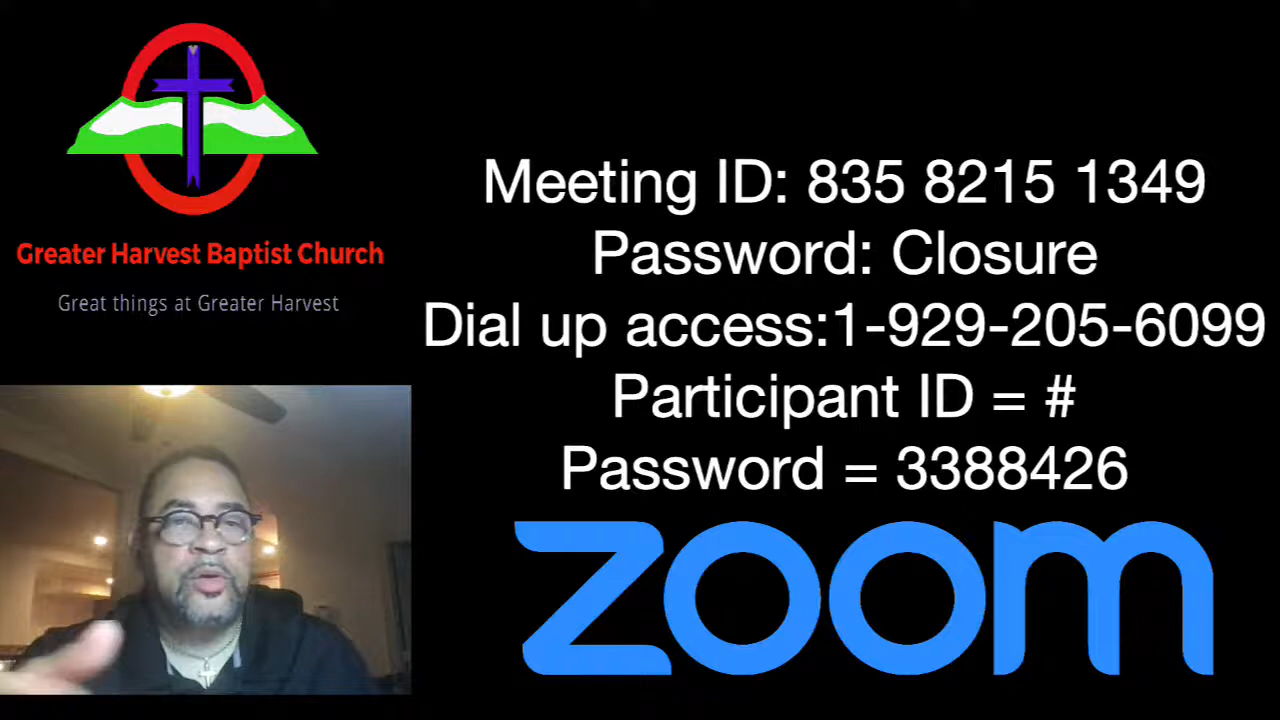 Greater Harvest Baptist Church
Great things at Greater Harvest
Meeting ID: 835 8215 1349
Password: Closure
Dial up access:1-929-205-6099
Participant ID = #
Password = 3388426
zoom